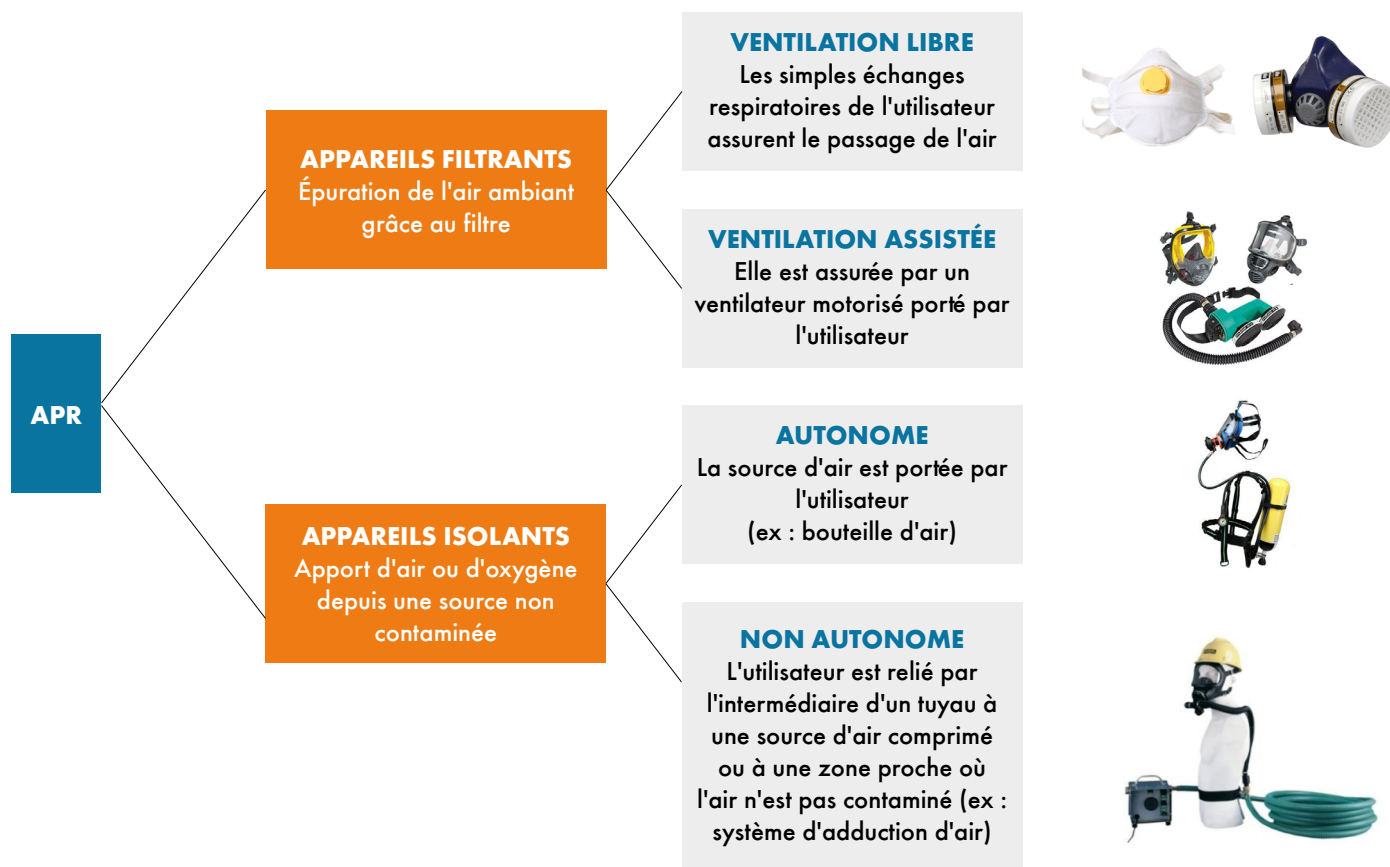 APR
APPAREILS FILTRANTS
Épuration de l'air ambiant
grâce au filtre
VENTILATION LIBRE
Les simples échanges
respiratoires de l'utilisateur
assurent le passage de l'air
VENTILATION ASSISTÉE
Elle est assurée par un
ventilateur motorisé porté par
l'utilisateur
APPAREILS ISOLANTS
Apport d'air ou d'oxygène
depuis une source non
contaminée
AUTONOME
La source d'air est portée par
l'utilisateur
(ex : bouteille d'air)
NON AUTONOME
L'utilisateur est relié par
l'intermédiaire d'un tuyau à
une source d'air comprimé
ou à une zone proche où
l'air n'est pas contaminé (ex :
système d'adduction d'air)